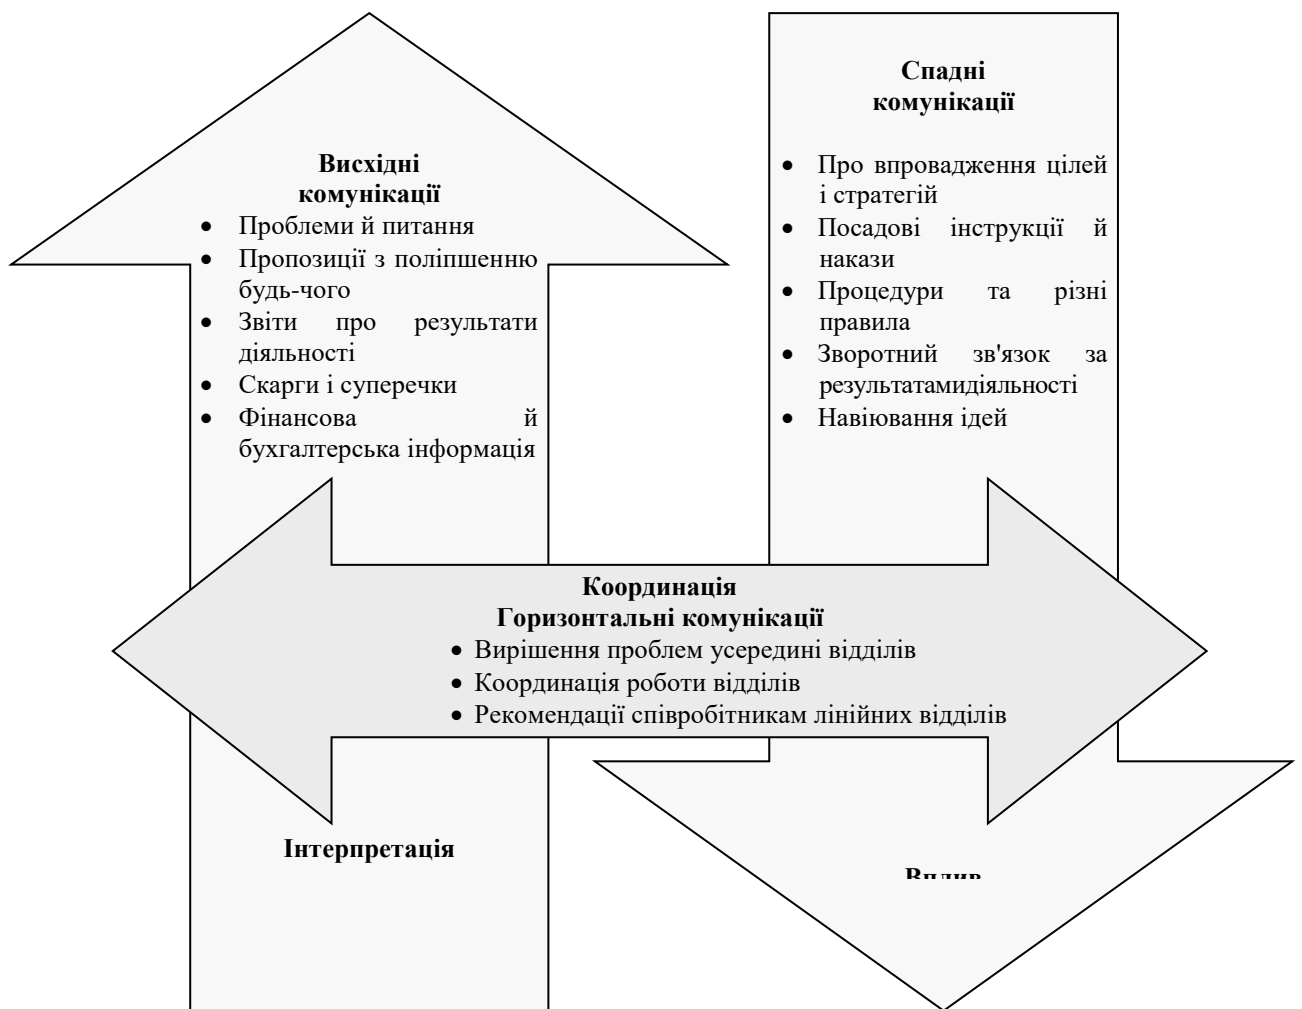 Висхідні
комунікації
• Проблеми й питання
• Пропозиції з поліпшенню
будь-чого
• Звіти про результати
діяльності
• Скарги і суперечки
• Фінансова й
бухгалтерська інформація
Спадні
комунікації
• Про впровадження цілей
і стратегій
• Посадові інструкції й
накази
• Процедури та різні
правила
• Зворотний зв'язок за
результатамидіяльності
• Навіювання ідей
Координація
Горизонтальні комунікації
• Вирішення проблем усередині відділів
• Координація роботи відділів
• Рекомендації співробітникам лінійних відділів
Інтерпретація
Вплив